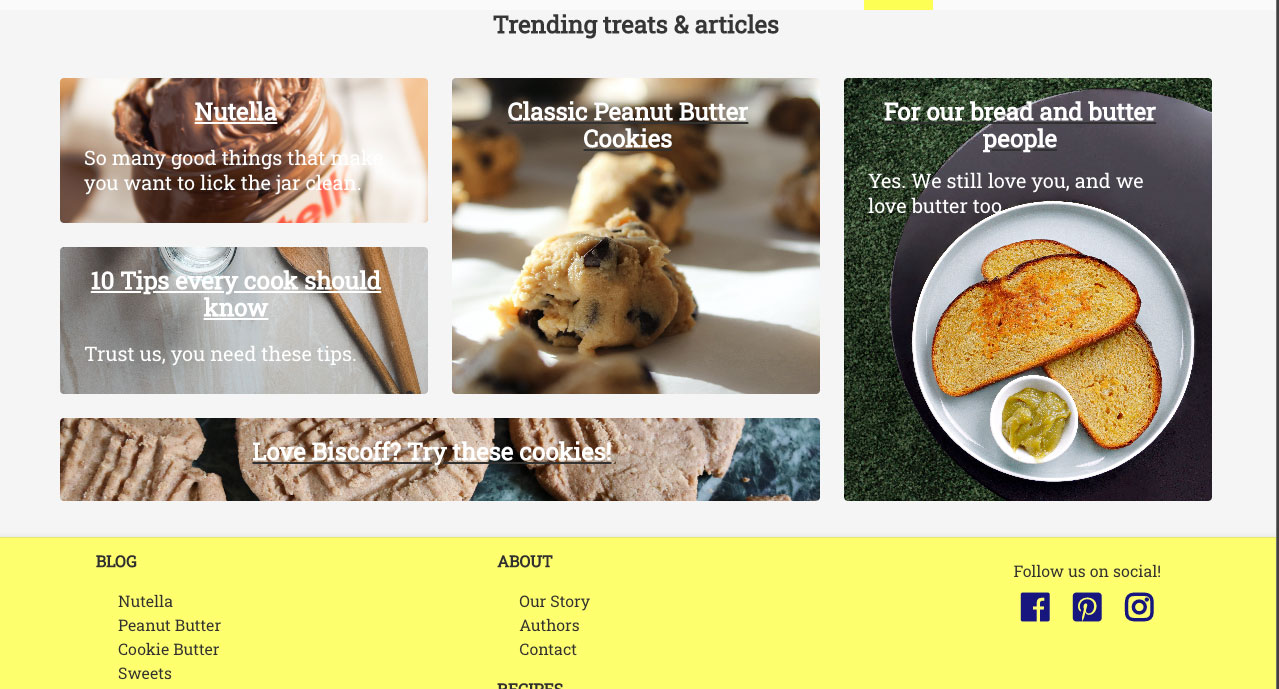 Trending treats & articles
Nutella
So many good things that make
you want to lick the jar clean.
10 Tips every cook should
know
Trust us, you need these tips.
Classic Peanut Butter
Cookies
For our bread and butter
people
Yes. We still love you, and we
love butter too.
Love Biscoff? Try these cookies!
BLOG
Nutella
Peanut Butter
Cookie Butter
Sweets
ABOUT
Our Story
Authors
Contact
RECIPES
Follow us on social!